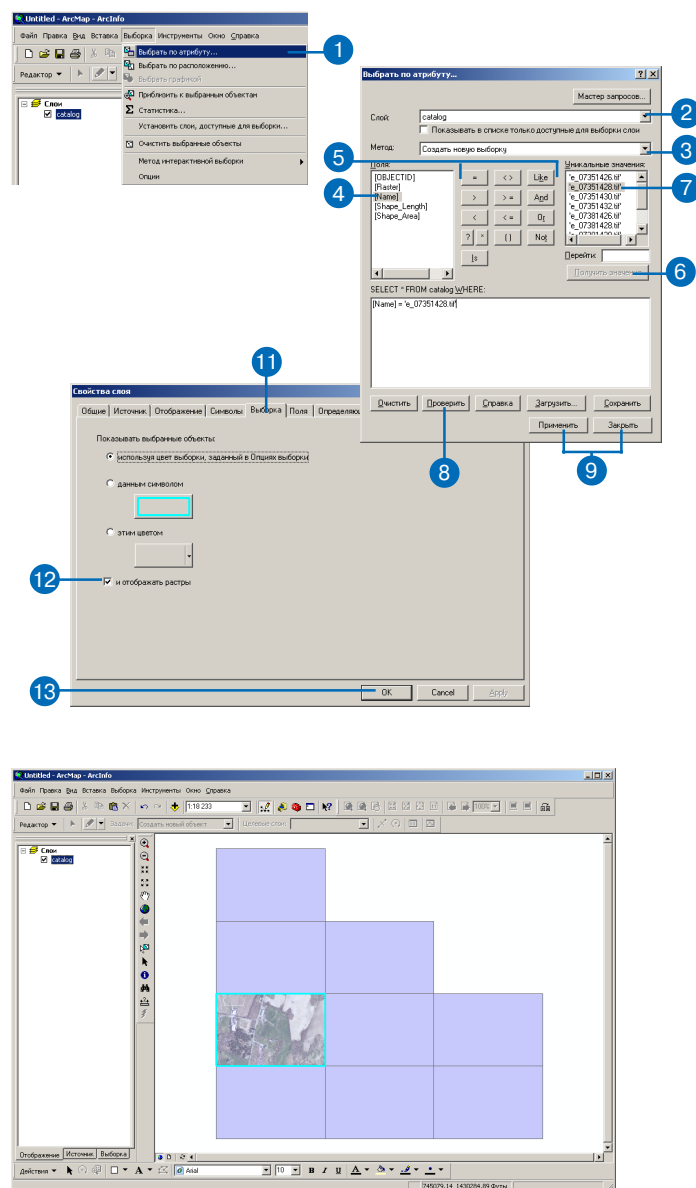 Untitled - ArcMap - ArcInfo
Файл Правка Вид Вставка Выборка Инструменты Окно Справка
Выбрать по атрибуту...
1
Выбрать по расположению...
Редактор
Выбрать графикой
Приблизить к выбранным объектам
Слои
catalog
Статистика...
Установить слои, доступные для выборки...
Очистить выбранные объекты
Метод интерактивной выборки
Опции
Выбрать по атрибуту...
Мастер запросов...
Слой:
catalog
2
Показывать в списке только доступные для выборки слои
Метод:
Создать новую выборку
3
5
Поля:
Уникальные значения:
4
[OBJECTID]
[Raster]
[Name]
[Shape_Length]
[Shape_Area]
= <> Like
> >= And
< <= Or
? * () Not
Is
'e_07351426.tif'
'e_07351428.tif'
'e_07351430.tif'
'e_07351432.tif'
'e_07381426.tif'
'e_07381428.tif'
7
Перейти:
Получить значения
6
SELECT * FROM catalog WHERE:
[Name] = 'e_07351428.tif'
Очистить Проверить Справка Загрузить... Сохранить
Применить Закрыть
8
9
11
Свойства слоя
Общие Источник Отображение Символы Выборка Поля
Показывать выбранные объекты:
используя цвет выборки, заданный в Опциях выборки
данным символом
этим цветом
12
и отображать растры
13
OK Cancel Apply
Untitled - ArcMap - ArcInfo
Файл Правка Вид Вставка Выборка Инструменты Окно Справка
1:18 233
100%
Редактор Задача: Создать новый объект Целевые слои:
Слои
catalog
Отображение Источник Выборка
Действия A Arial 10 B I U A
745079.14 1430284.89 Футы